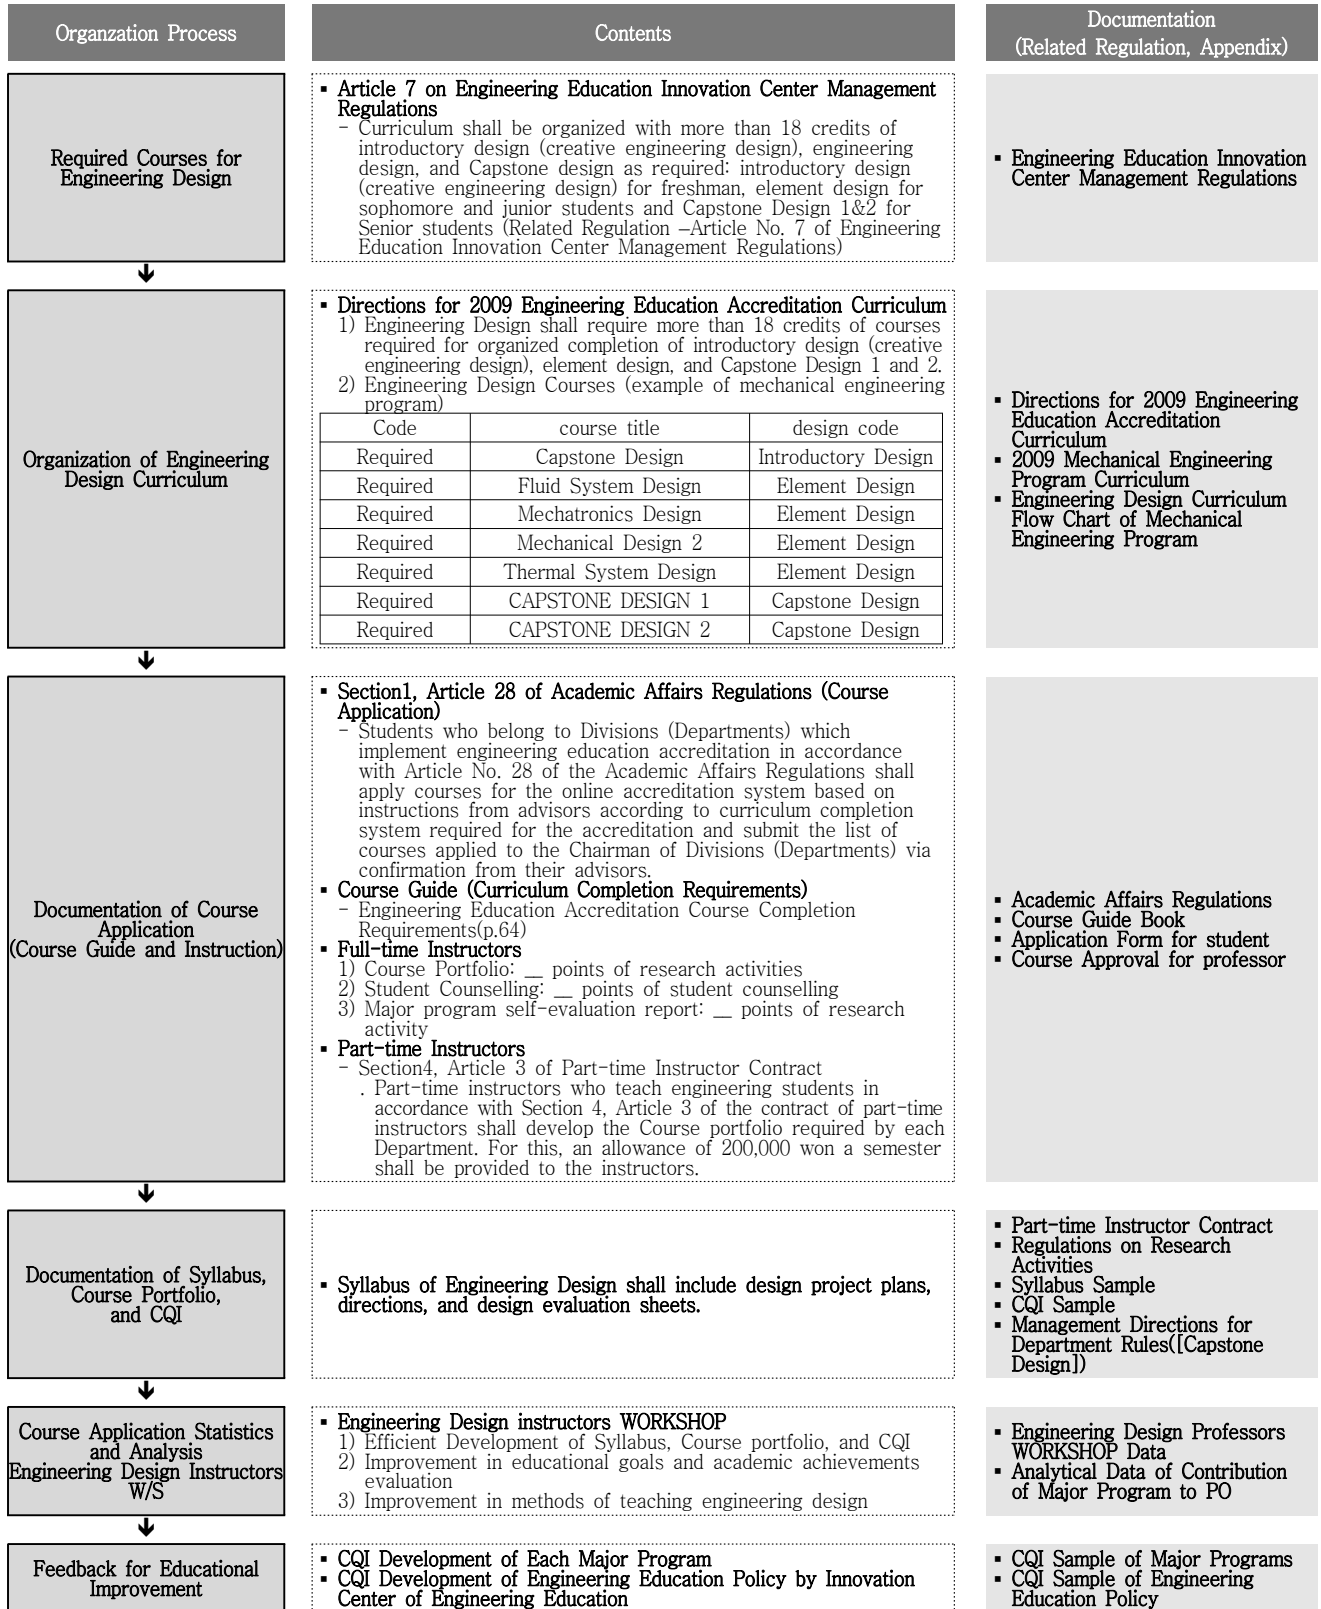 Organzation Process
Contents
Documentation
(Related Regulation, Appendix)
Required Courses for
Engineering Design
▪ Article 7 on Engineering Education Innovation Center Management
Regulations
- Curriculum shall be organized with more than 18 credits of
introductory design (creative engineering design), engineering
design, and Capstone design as required: introductory design
(creative engineering design) for freshman, element design for
sophomore and junior students and Capstone Design 1&2 for
Senior students (Related Regulation –Article No. 7 of Engineering
Education Innovation Center Management Regulations)
▪ Engineering Education Innovation
Center Management Regulations
Organization of Engineering
Design Curriculum
▪ Directions for 2009 Engineering Education Accreditation Curriculum
1) Engineering Design shall require more than 18 credits of courses
required for organized completion of introductory design (creative
engineering design), element design, and Capstone Design 1 and 2.
2) Engineering Design Courses (example of mechanical engineering
program)
Code course title design code
Required Capstone Design Introductory Design
Required Fluid System Design Element Design
Required Mechatronics Design Element Design
Required Mechanical Design 2 Element Design
Required Thermal System Design Element Design
Required CAPSTONE DESIGN 1 Capstone Design
Required CAPSTONE DESIGN 2 Capstone Design
▪ Directions for 2009 Engineering
Education Accreditation
Curriculum
▪ 2009 Mechanical Engineering
Program Curriculum
▪ Engineering Design Curriculum
Flow Chart of Mechanical
Engineering Program
Documentation of Course
Application
(Course Guide and Instruction)
▪ Section1, Article 28 of Academic Affairs Regulations (Course
Application)
- Students who belong to Divisions (Departments) which
implement engineering education accreditation in accordance
with Article No. 28 of the Academic Affairs Regulations shall
apply courses for the online accreditation system based on
instructions from advisors according to curriculum completion
system required for the accreditation and submit the list of
courses applied to the Chairman of Divisions (Departments) via
confirmation from their advisors.
▪ Course Guide (Curriculum Completion Requirements)
- Engineering Education Accreditation Course Completion
Requirements(p.64)
▪ Full-time Instructors
1) Course Portfolio: __ points of research activities
2) Student Counselling: __ points of student counselling
3) Major program self-evaluation report: __ points of research
activity
▪ Part-time Instructors
- Section4, Article 3 of Part-time Instructor Contract
. Part-time instructors who teach engineering students in
accordance with Section 4, Article 3 of the contract of part-time
instructors shall develop the Course portfolio required by each
Department. For this, an allowance of 200,000 won a semester
shall be provided to the instructors.
▪ Academic Affairs Regulations
▪ Course Guide Book
▪ Application Form for student
▪ Course Approval for professor
Documentation of Syllabus,
Course Portfolio,
and CQI
▪ Syllabus of Engineering Design shall include design project plans,
directions, and design evaluation sheets.
▪ Part-time Instructor Contract
▪ Regulations on Research
Activities
▪ Syllabus Sample
▪ CQI Sample
▪ Management Directions for
Department Rules([Capstone
Design])
Course Application Statistics
and Analysis
Engineering Design Instructors
W/S
▪ Engineering Design instructors WORKSHOP
1) Efficient Development of Syllabus, Course portfolio, and CQI
2) Improvement in educational goals and academic achievements
evaluation
3) Improvement in methods of teaching engineering design
▪ Engineering Design Professors
WORKSHOP Data
▪ Analytical Data of Contribution
of Major Program to PO
Feedback for Educational
Improvement
▪ CQI Development of Each Major Program
▪ CQI Development of Engineering Education Policy by Innovation
Center of Engineering Education
▪ CQI Sample of Major Programs
▪ CQI Sample of Engineering
Education Policy